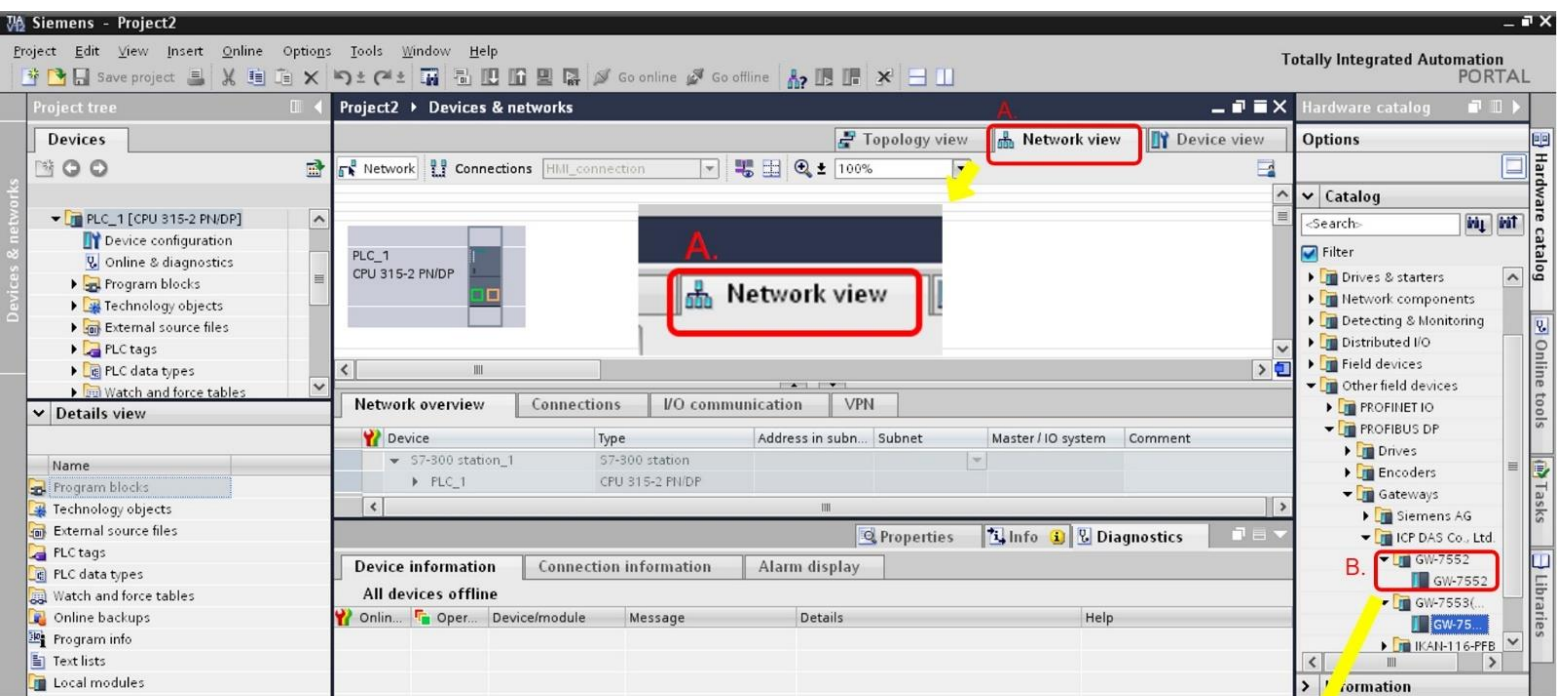 Siemens - Project2
Project Edit View Insert Online Options Tools Window Help
Totally Integrated Automation
PORTAL
Save project Go online Go offline
Project tree
Devices
Devices & networks
PLC_1 [CPU 315-2 PN/DP]
Device configuration
Online & diagnostics
Program blocks
Technology objects
External source files
PLC tags
PLC data types
Watch and force tables
Details view
Name
Program blocks
Technology objects
External source files
PLC tags
PLC data types
Watch and force tables
Online backups
Program info
Text lists
Local modules
Project2 Devices & networks
A.
Topology view Network view Device view
Network Connections HMI_connection 100%
PLC_1
CPU 315-2 PN/DP
A.
Network view
Network overview Connections I/O communication VPN
Device Type Address in subn... Subnet Master / IO system Comment
S7-300 station_1 S7-300 station
PLC_1 CPU 315-2 PN/DP
Properties Info Diagnostics
Device information Connection information Alarm display
All devices offline
Onlin... Oper... Device/module Message Details Help
Hardware catalog
Options
Catalog
<Search>
Filter
Drives & starters
Network components
Detecting & Monitoring
Distributed I/O
Field devices
Other field devices
PROFINET IO
PROFIBUS DP
Drives
Encoders
Gateways
Siemens AG
ICP DAS Co., Ltd.
B.
GW-7552
GW-7552
GW-7553(...
GW-75...
IKAN-116-PFB
Hardware catalog
Online tools
Tasks
Libraries